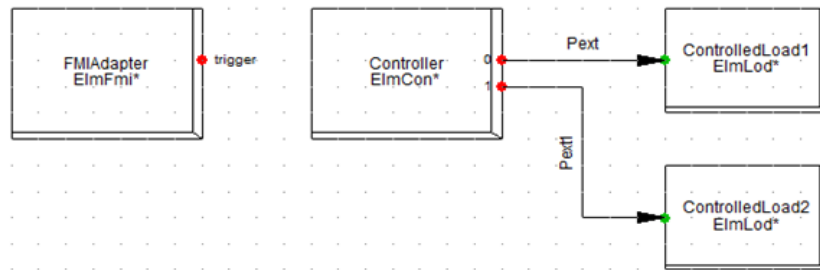 FMIAdapter
ElmFmi*
trigger
Controller
ElmCon*
0
1
Pext
Pext1
ControlledLoad1
ElmLod*
ControlledLoad2
ElmLod*